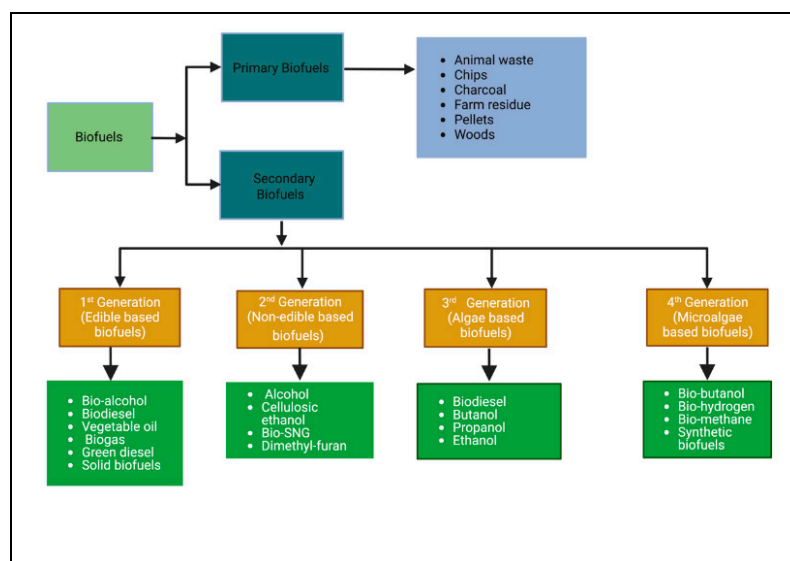 Primary Biofuels
• Animal waste
• Chips
• Charcoal
• Farm residue
• Pellets
• Woods
Biofuels
Secondary
Biofuels
1st Generation
(Edible based
biofuels)
2nd Generation
(Non-edible based
biofuels)
3rd Generation
(Algae based
biofuels)
4th Generation
(Microalgae
based biofuels)
• Bio-alcohol
• Biodiesel
• Vegetable oil
• Biogas
• Green diesel
• Solid biofuels
• Alcohol
• Cellulosic
ethanol
• Bio-SNG
• Dimethyl-furan
• Biodiesel
• Butanol
• Propanol
• Ethanol
• Bio-butanol
• Bio-hydrogen
• Bio-methane
• Synthetic
biofuels